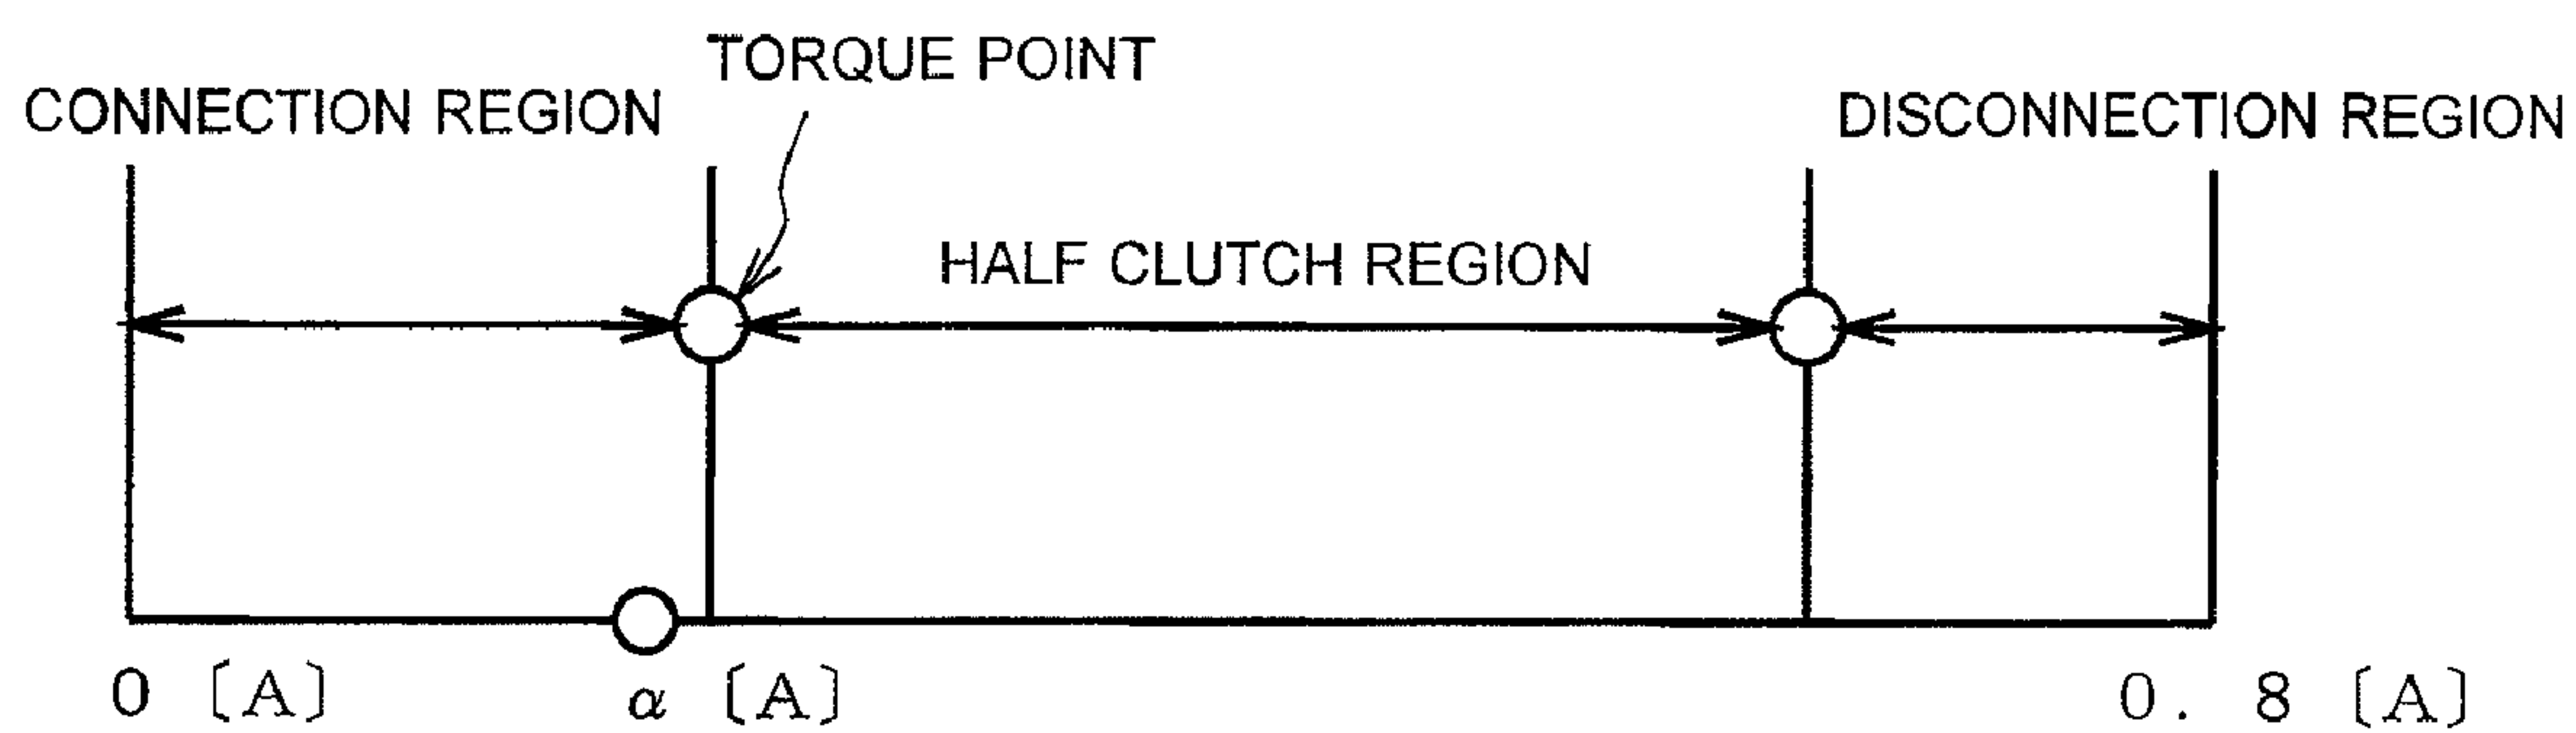 TORQUE POINT
CONNECTION REGION
DISCONNECTION REGION
HALF CLUTCH REGION
0 〔A〕
α 〔A〕
0. 8 〔A〕